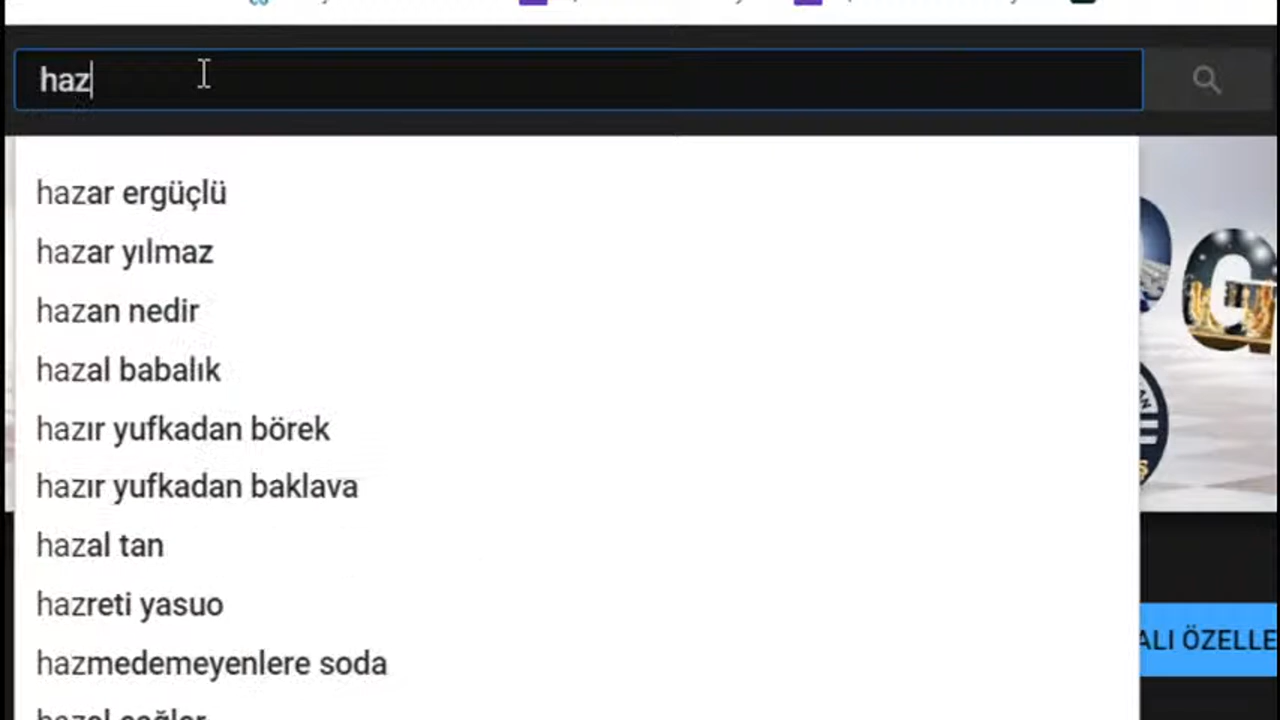 haz
hazar ergüçlü
hazar yılmaz
hazan nedir
hazal babalık
hazır yufkadan börek
hazır yufkadan baklava
hazal tan
hazreti yasuo
hazmedemeyenlere soda
ALI ÖZELLE